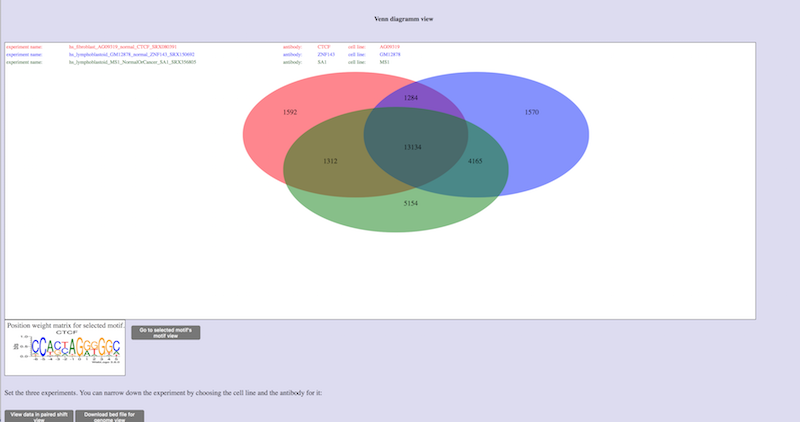 Venn diagramm view
experiment name: hs_fibroblast_AG09319_normal_CTCF_SRX080391 antibody: CTCF cell line: AG09319
experiment name: hs_lymphoblastoid_GM12878_normal_ZNF143_SRX150692 antibody: ZNF143 cell line: GM12878
experiment name: hs_lymphoblastoid_MS1_NormalOrCancer_SA1_SRX350803 antibody: SA1 cell line: MS1
1284
1592
1570
13134
1312
4165
5154
Position weight matrix for selected motif.
CTCF
Go to selected motif's
motif view
Set the three experiments. You can narrow down the experiment by choosing the cell line and the antibody for it:
View data in paired shift
view
Download bed file for
genome view